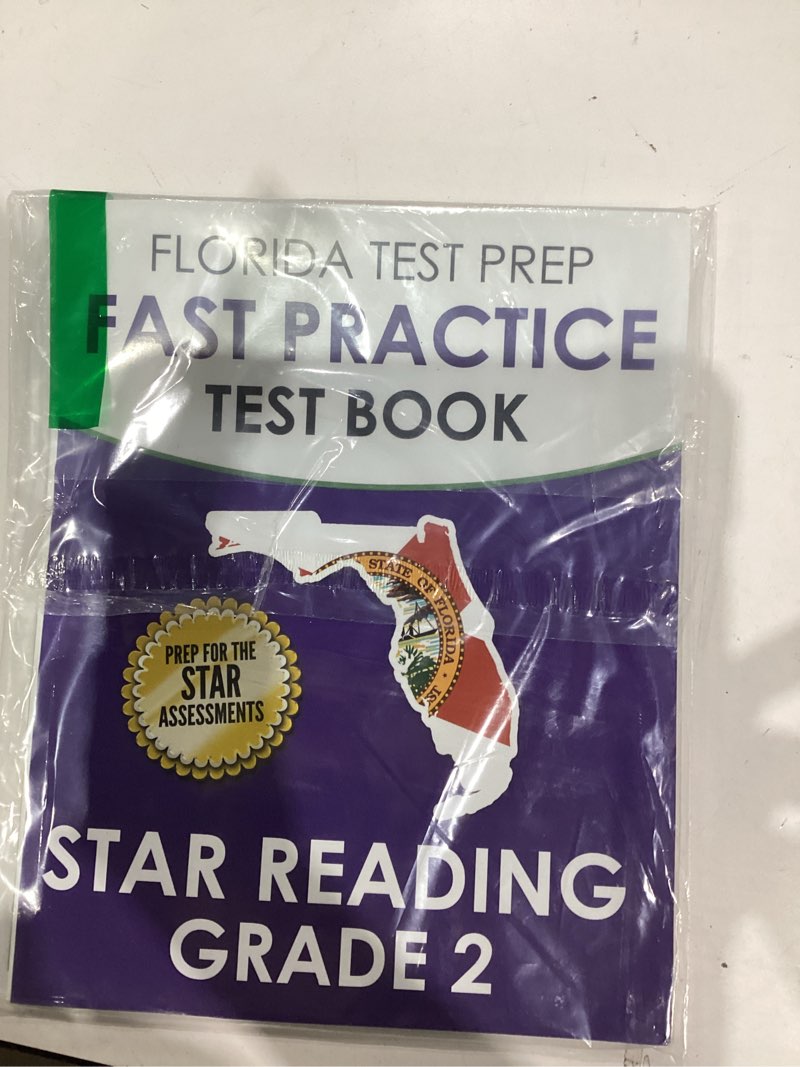 FLORIDA TEST PREP
FAST PRACTICE
TEST BOOK
STATE OF FLORIDA
PREP FOR THE
STAR
ASSESSMENTS
STAR READING
GRADE 2